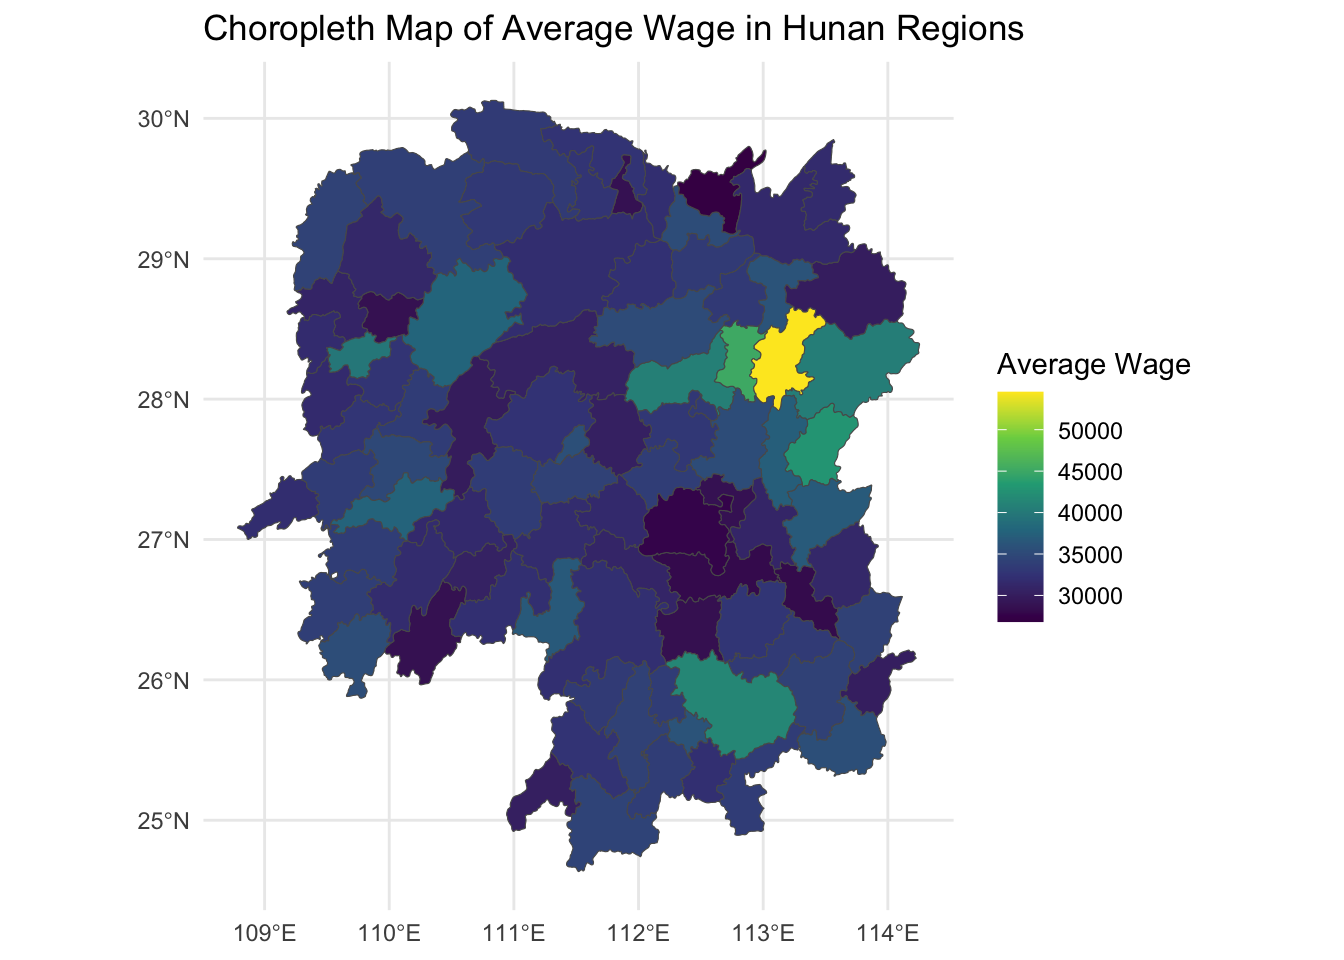 Choropleth Map of Average Wage in Hunan Regions
30°N
29°N
28°N
27°N
26°N
25°N
109°E
110°E
111°E
112°E
113°E
114°E
Average Wage
50000
45000
40000
35000
30000